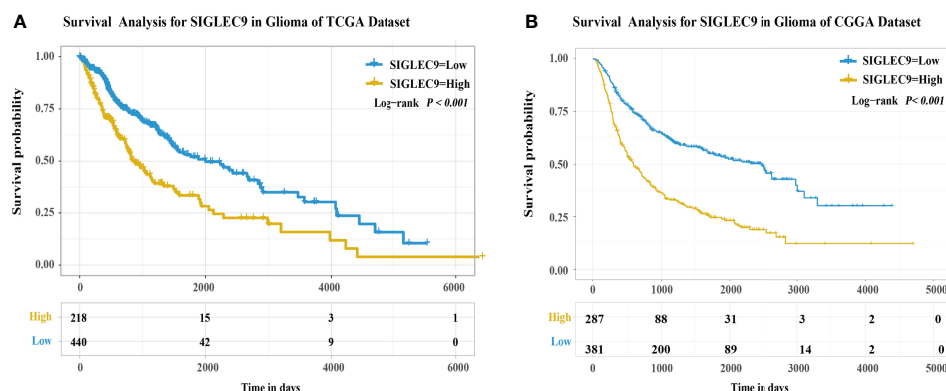 A
Survival Analysis for SIGLEC9 in Glioma of TCGA Dataset
SIGLEC9=Low
SIGLEC9=High
Log-rank P < 0.001
Survival probability
1.00
0.75
0.50
0.25
0.00
0 2000 4000 6000
High 218 15 3 1
Low 440 42 9 0
0 2000 4000 6000
Time in days
B
Survival Analysis for SIGLEC9 in Glioma of CGGA Dataset
SIGLEC9=Low
SIGLEC9=High
Log-rank P< 0.001
Survival probability
1.00
0.75
0.50
0.25
0.00
0 1000 2000 3000 4000 5000
High 287 88 31 3 2 0
Low 381 200 89 14 2 0
0 1000 2000 3000 4000 5000
Time in days